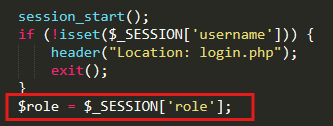 session_start();
if (!isset($_SESSION['username'])) {
header("Location: login.php");
exit();
}
$role = $_SESSION['role'];